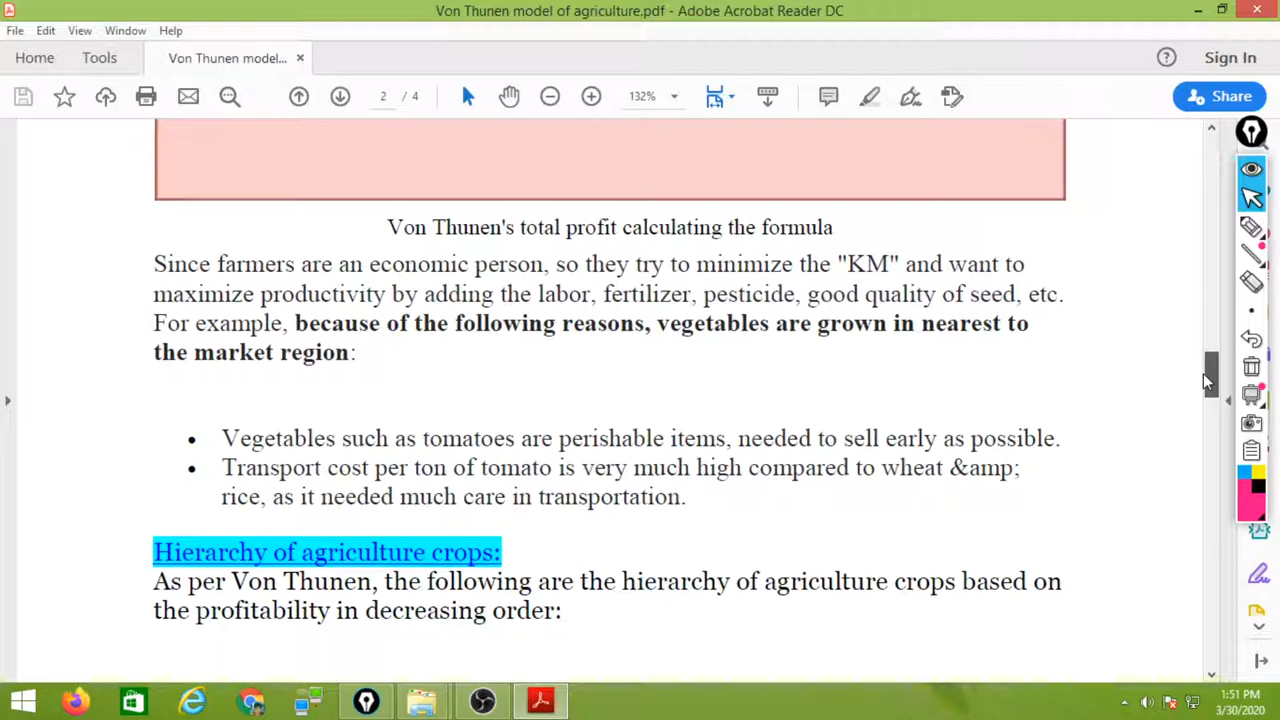 Von Thunen model of agriculture.pdf - Adobe Acrobat Reader DC
File Edit View Window Help
Home Tools Von Thunen model... × Sign In
2 / 4 132% Share
Von Thunen's total profit calculating the formula
Since farmers are an economic person, so they try to minimize the "KM" and want to
maximize productivity by adding the labor, fertilizer, pesticide, good quality of seed, etc.
For example, because of the following reasons, vegetables are grown in nearest to
the market region:
• Vegetables such as tomatoes are perishable items, needed to sell early as possible.
• Transport cost per ton of tomato is very much high compared to wheat &amp;
rice, as it needed much care in transportation.
Hierarchy of agriculture crops:
As per Von Thunen, the following are the hierarchy of agriculture crops based on
the profitability in decreasing order:
1:51 PM
3/30/2020